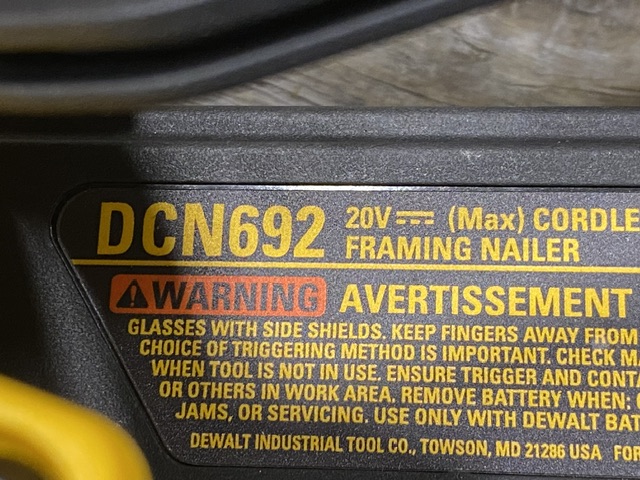 DCN692 20V (Max) CORDLE
FRAMING NAILER
WARNING AVERTISSEMENT
GLASSES WITH SIDE SHIELDS. KEEP FINGERS AWAY FROM
CHOICE OF TRIGGERING METHOD IS IMPORTANT. CHECK MA
WHEN TOOL IS NOT IN USE. ENSURE TRIGGER AND CONT
OR OTHERS IN WORK AREA. REMOVE BATTERY WHEN:
JAMS, OR SERVICING. USE ONLY WITH DEWALT BAT
DEWALT INDUSTRIAL TOOL CO., TOWSON, MD 21286 USA FOR